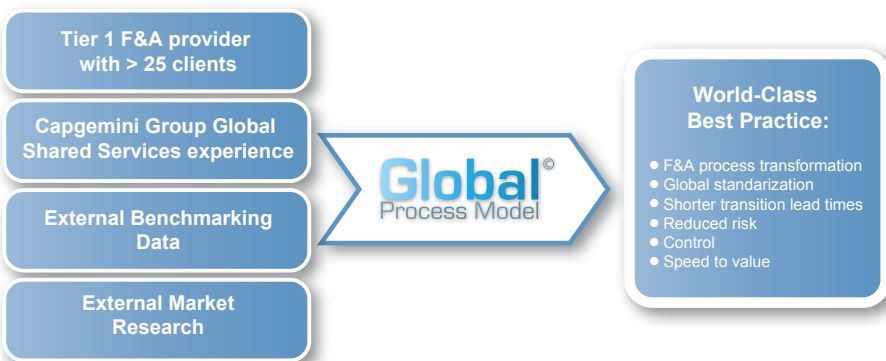 Tier 1 F&A provider
with > 25 clients
Capgemini Group Global
Shared Services experience
External Benchmarking
Data
External Market
Research
Global©
Process Model
World-Class
Best Practice:
● F&A process transformation
● Global standarization
● Shorter transition lead times
● Reduced risk
● Control
● Speed to value